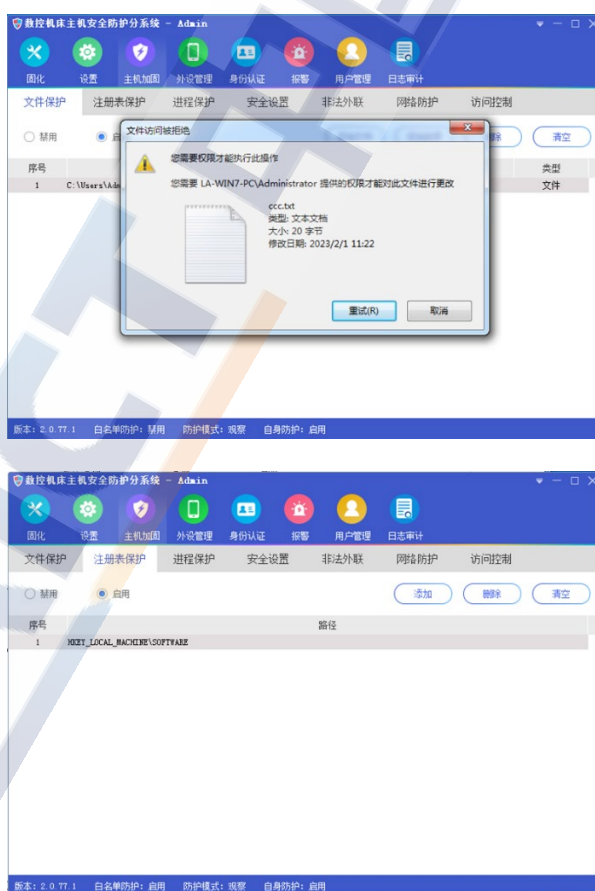 数控机床主机安全防护分系统 - Admin
固化 设置 主机加固 外设管理 身份认证 报警 用户管理 日志审计
文件保护 注册表保护 进程保护 安全设置 非法外联 网络防护 访问控制
禁用 启 除 清空
文件访问被拒绝
您需要权限才能执行此操作
序号 类型
您需要 LA-WIN7-PC\Administrator 提供的权限才能对此文件进行更改
1 C:\Users\Adm 文件
ccc.txt
类型: 文本文档
大小: 20 字节
修改日期: 2023/2/1 11:22
重试(R) 取消
版本: 2.0.77.1 白名单防护: 禁用 防护模式: 观察 自身防护: 启用
数控机床主机安全防护分系统 - Admin
固化 设置 主机加固 外设管理 身份认证 报警 用户管理 日志审计
文件保护 注册表保护 进程保护 安全设置 非法外联 网络防护 访问控制
禁用 启用 添加 删除 清空
序号 路径
1 HKEY_LOCAL_MACHINE\SOFTWARE
版本: 2.0.77.1 白名单防护: 启用 防护模式: 观察 自身防护: 启用